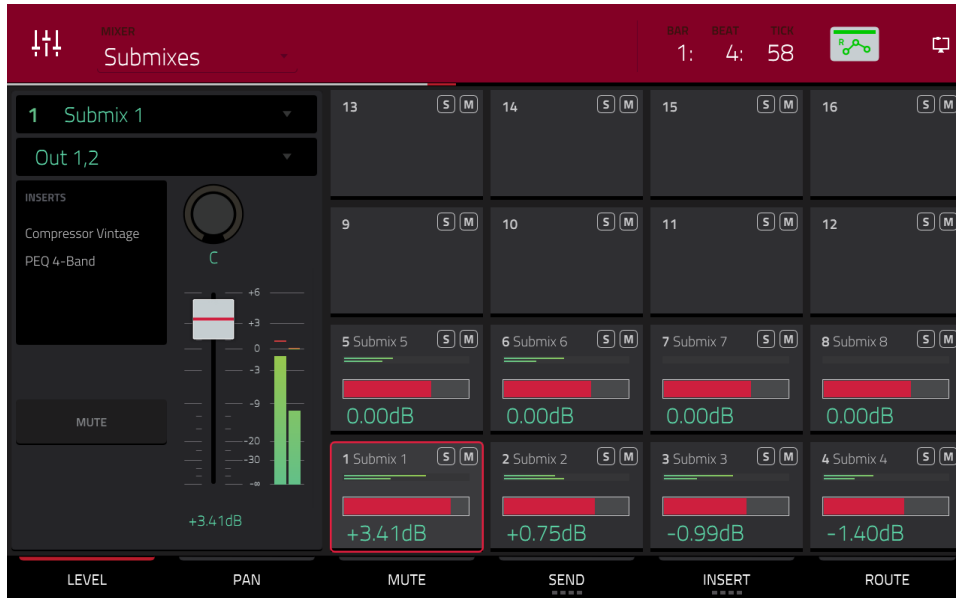 MIXER
Submixes
BAR BEAT TICK
1: 4: 58
R
1 Submix 1
Out 1,2
INSERTS
Compressor Vintage
PEQ 4-Band
C
+6
+3
0
-3
-9
-20
-30
-∞
MUTE
+3.41dB
13 S M
14 S M
15 S M
16 S M
9 S M
10 S M
11 S M
12 S M
5 Submix 5 S M
0.00dB
6 Submix 6 S M
0.00dB
7 Submix 7 S M
0.00dB
8 Submix 8 S M
0.00dB
1 Submix 1 S M
+3.41dB
2 Submix 2 S M
+0.75dB
3 Submix 3 S M
-0.99dB
4 Submix 4 S M
-1.40dB
LEVEL PAN MUTE SEND INSERT ROUTE